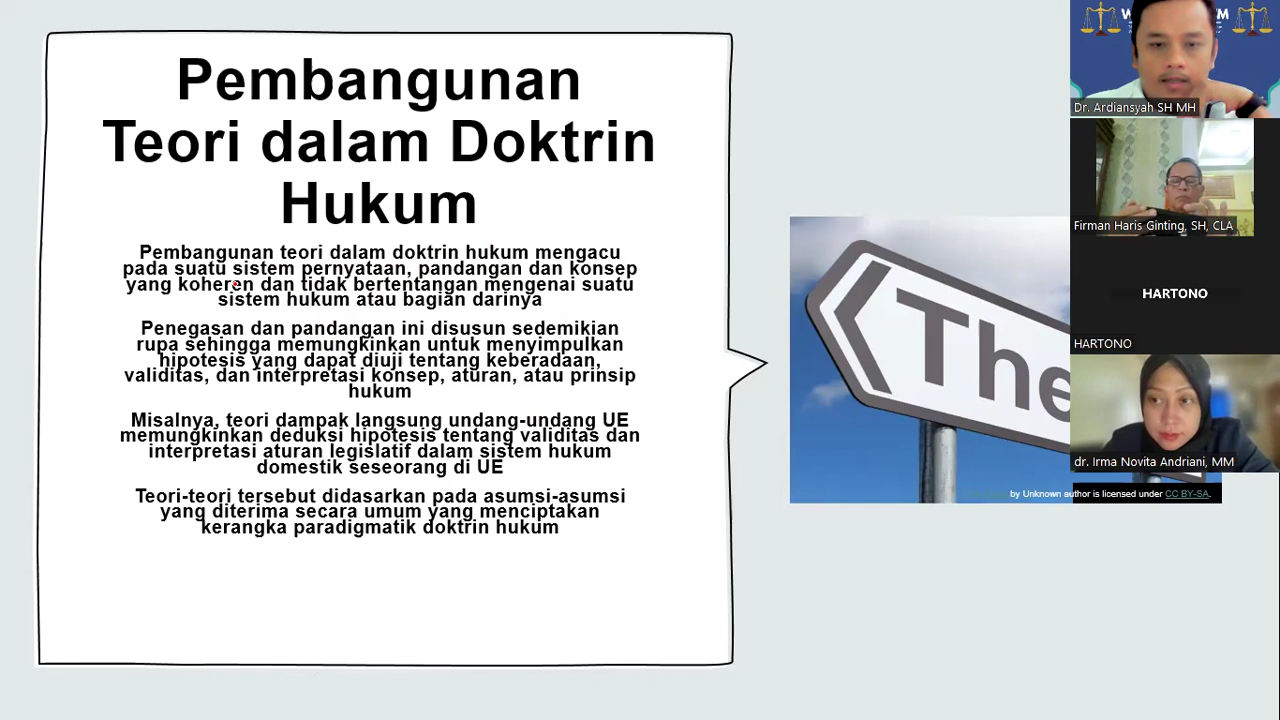 Pembangunan
Teori dalam Doktrin
Hukum
Pembangunan teori dalam doktrin hukum mengacu
pada suatu sistem pernyataan, pandangan dan konsep
yang koheren dan tidak bertentangan mengenai suatu
sistem hukum atau bagian darinya
Penegasan dan pandangan ini disusun sedemikian
rupa sehingga memungkinkan untuk menyimpulkan
hipotesis yang dapat diuji tentang keberadaan,
validitas, dan interpretasi konsep, aturan, atau prinsip
hukum
Misalnya, teori dampak langsung undang-undang UE
memungkinkan deduksi hipotesis tentang validitas dan
interpretasi aturan legislatif dalam sistem hukum
domestik seseorang di UE
Teori-teori tersebut didasarkan pada asumsi-asumsi
yang diterima secara umum yang menciptakan
kerangka paradigmatik doktrin hukum
The
by Unknown author is licensed under CC BY-SA.
Dr. Ardiansyah SH MH
Firman Haris Ginting, SH, CLA
HARTONO
HARTONO
dr. Irma Novita Andriani, MM